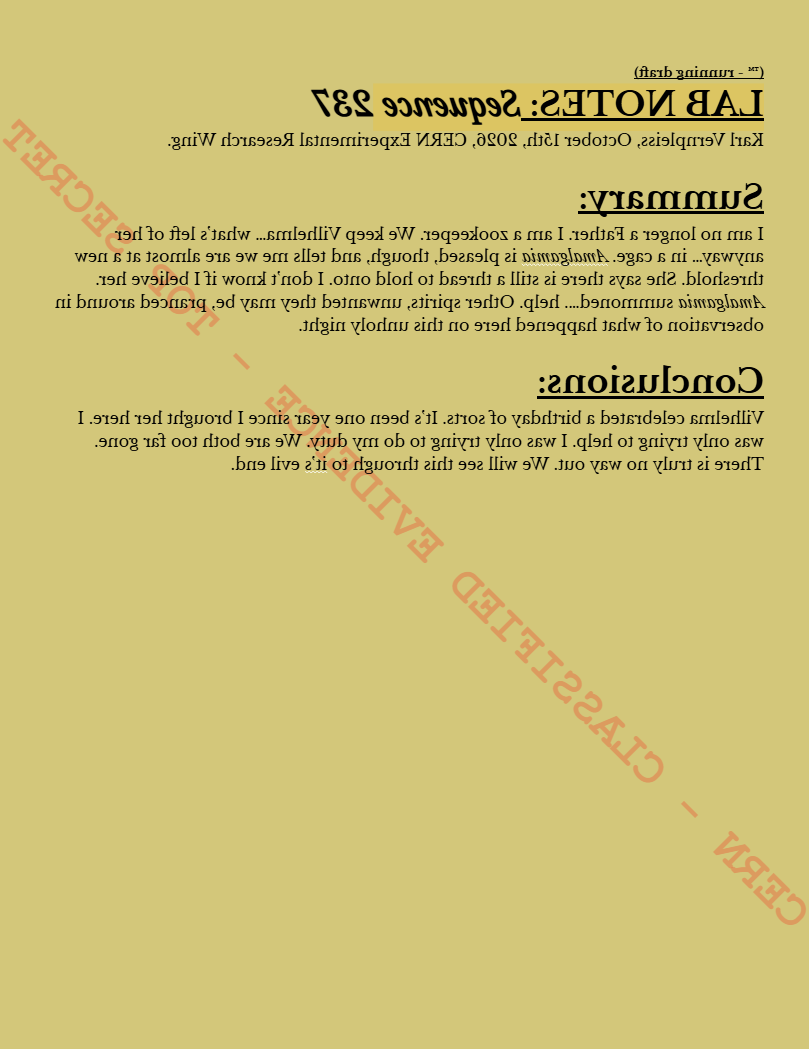 (™ - running draft)
LAB NOTES: Sequence 237
Karl Vernpleiss, October 15th, 2026, CERN Experimental Research Wing.
Summary:
I am no longer a Father. I am a zookeeper. We keep Vilhelma... what's left of her
anyway... in a cage. Amalgamia is pleased, though, and tells me we are almost at a new
threshold. She says there is still a thread to hold onto. I don't know if I believe her.
Amalgamia summoned.... help. Other spirits, unwanted they may be, pranced around in
observation of what happened here on this unholy night.
Conclusions:
Vilhelma celebrated a birthday of sorts. It's been one year since I brought her here. I
was only trying to help. I was only trying to do my duty. We are both too far gone.
There is truly no way out. We will see this through to it's evil end.
CERN - CLASSIFIED EVIDENCE - TOP SECRET